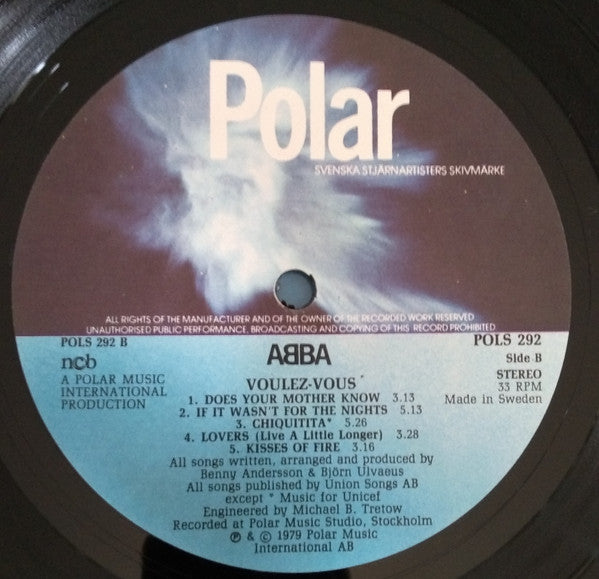 Polar
SVENSKA STJÄRNARTISTERS SKIVMÄRKE
ALL RIGHTS OF THE MANUFACTURER AND OF THE OWNER OF THE RECORDED WORK RESERVED
UNAUTHORISED PUBLIC PERFORMANCE, BROADCASTING AND COPYING OF THIS RECORD PROHIBITED
POLS 292 B
ncb
A POLAR MUSIC
INTERNATIONAL
PRODUCTION
AᗺBA
POLS 292
Side B
STEREO
33 RPM
Made in Sweden
VOULEZ-VOUS
1. DOES YOUR MOTHER KNOW 3.13
2. IF IT WASN'T FOR THE NIGHTS 5.13
3. CHIQUITITA* 5.26
4. LOVERS (Live A Little Longer) 3.28
5. KISSES OF FIRE 3.16
All songs written, arranged and produced by
Benny Andersson & Björn Ulvaeus
All songs published by Union Songs AB
except * Music for Unicef
Engineered by Michael B. Tretow
Recorded at Polar Music Studio, Stockholm
℗ & © 1979 Polar Music
International AB